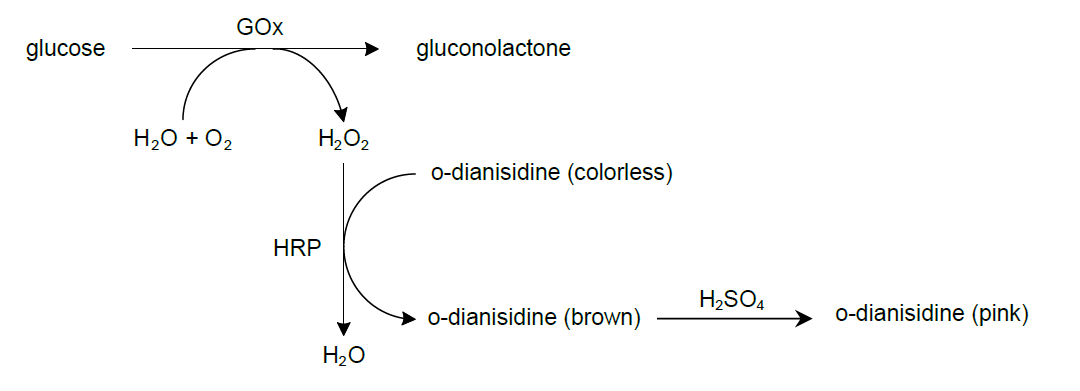 GOx
glucose
gluconolactone
H₂O + O₂
H₂O₂
o-dianisidine (colorless)
HRP
H₂SO₄
o-dianisidine (brown)
o-dianisidine (pink)
H₂O